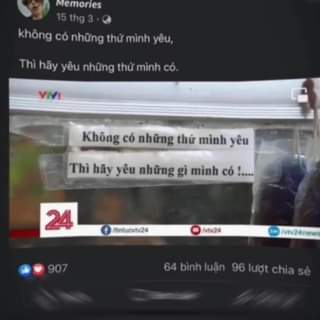 Memories
15 thg 3
không có những thứ mình yêu,
Thì hãy yêu những thứ mình có.
VTV1
Không có những thứ mình yêu
Thì hãy yêu những gì mình có !....
24
/tintucvtv24
/vtv24
/vtv24news
907
64 bình luận 96 lượt chia sẻ